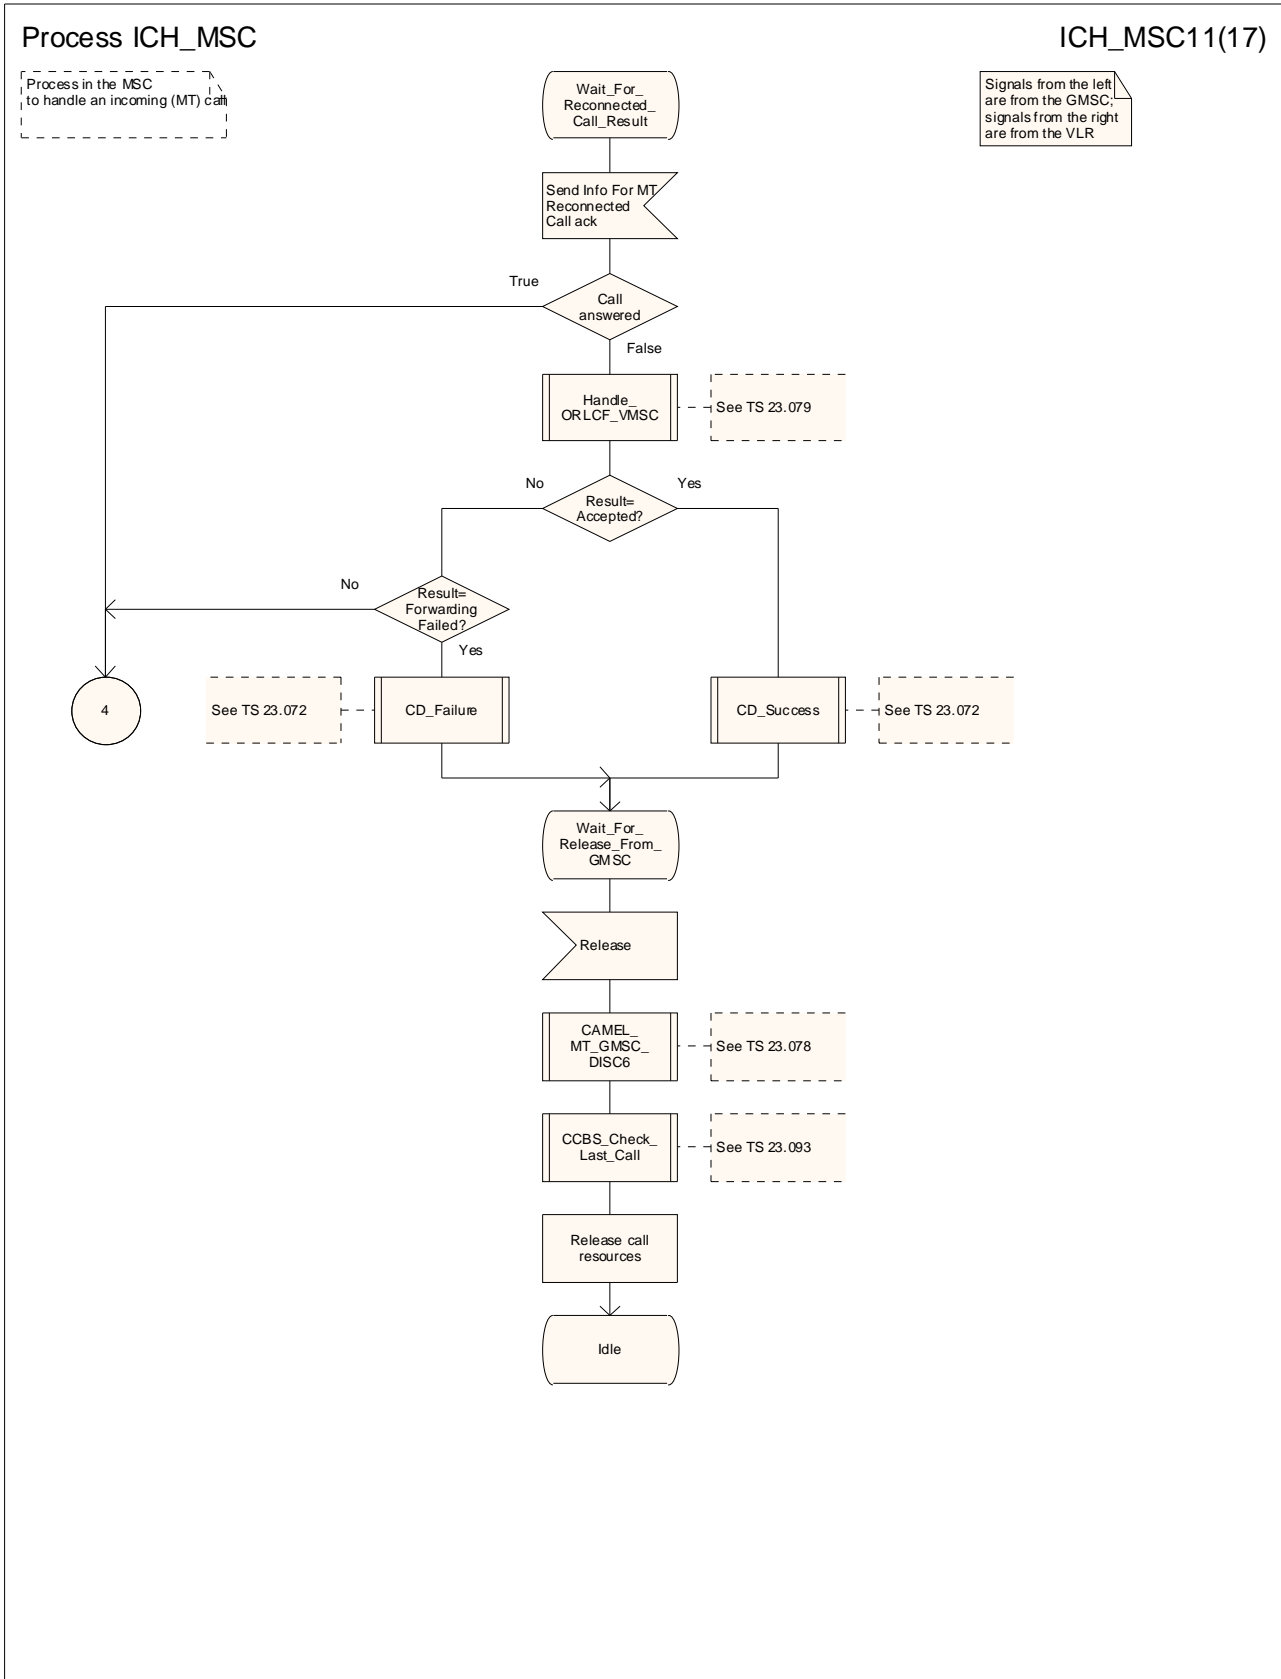 Process ICH_MSC
ICH_MSC11(17)
Process in the MSC
to handle an incoming (MT) call
Signals from the left
are from the GMSC;
signals from the right
are from the VLR
Wait_For_
Reconnected_
Call_Result
Send Info For MT
Reconnected
Call ack
True
Call
answered
False
Handle_
ORLCF_VMSC
See TS 23.079
No
Yes
Result=
Accepted?
No
Result=
Forwarding
Failed?
Yes
4
See TS 23.072
CD_Failure
CD_Success
See TS 23.072
Wait_For_
Release_From_
GMSC
Release
CAMEL_
MT_GMSC_
DISC6
See TS 23.078
CCBS_Check_
Last_Call
See TS 23.093
Release call
resources
Idle